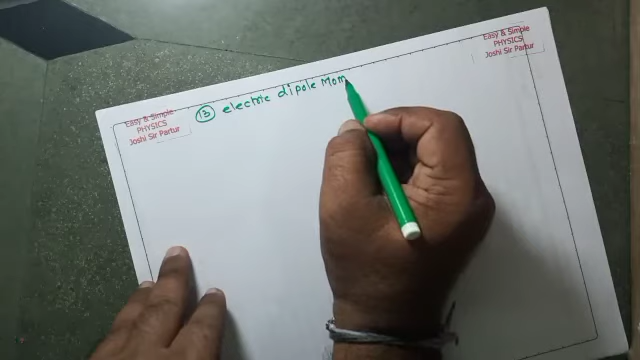 Easy & Simple
PHYSICS
Joshi Sir Partur
13 electric dipole Mom
Easy & Simple
PHYSICS
Joshi Sir Partur